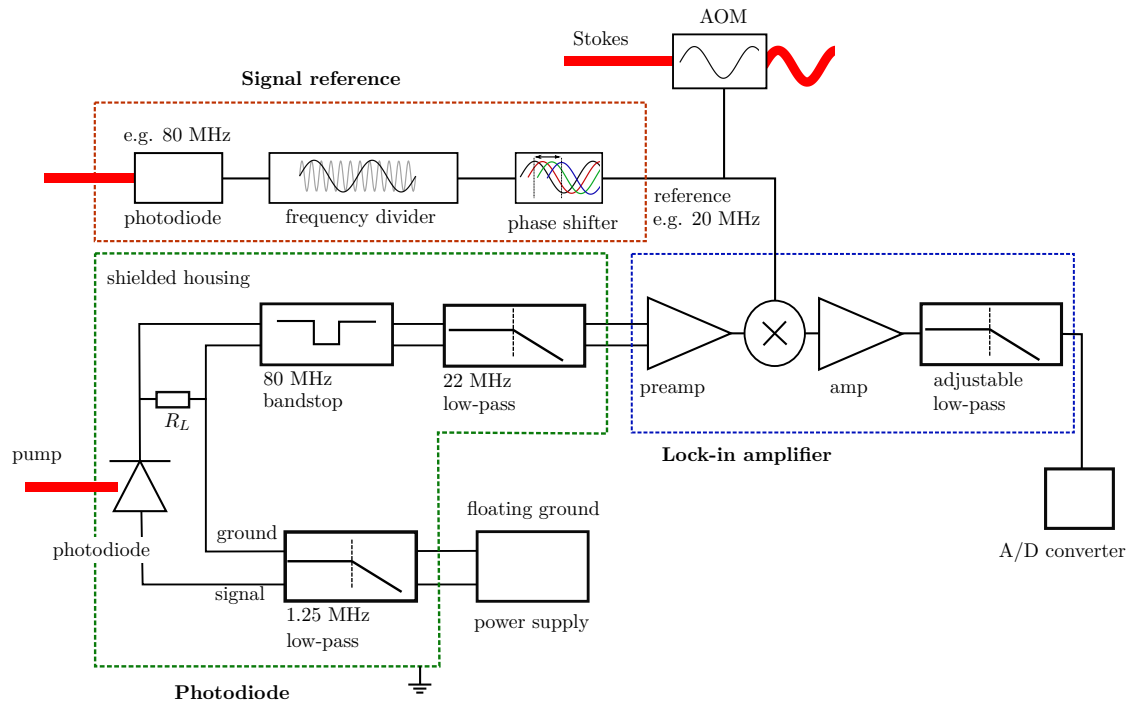 AOM
Stokes
Signal reference
e.g. 80 MHz
photodiode
frequency divider
phase shifter
reference
e.g. 20 MHz
shielded housing
80 MHz
bandstop
22 MHz
low-pass
preamp
amp
adjustable
low-pass
R_L
Lock-in amplifier
pump
photodiode
ground
signal
floating ground
1.25 MHz
low-pass
power supply
A/D converter
Photodiode